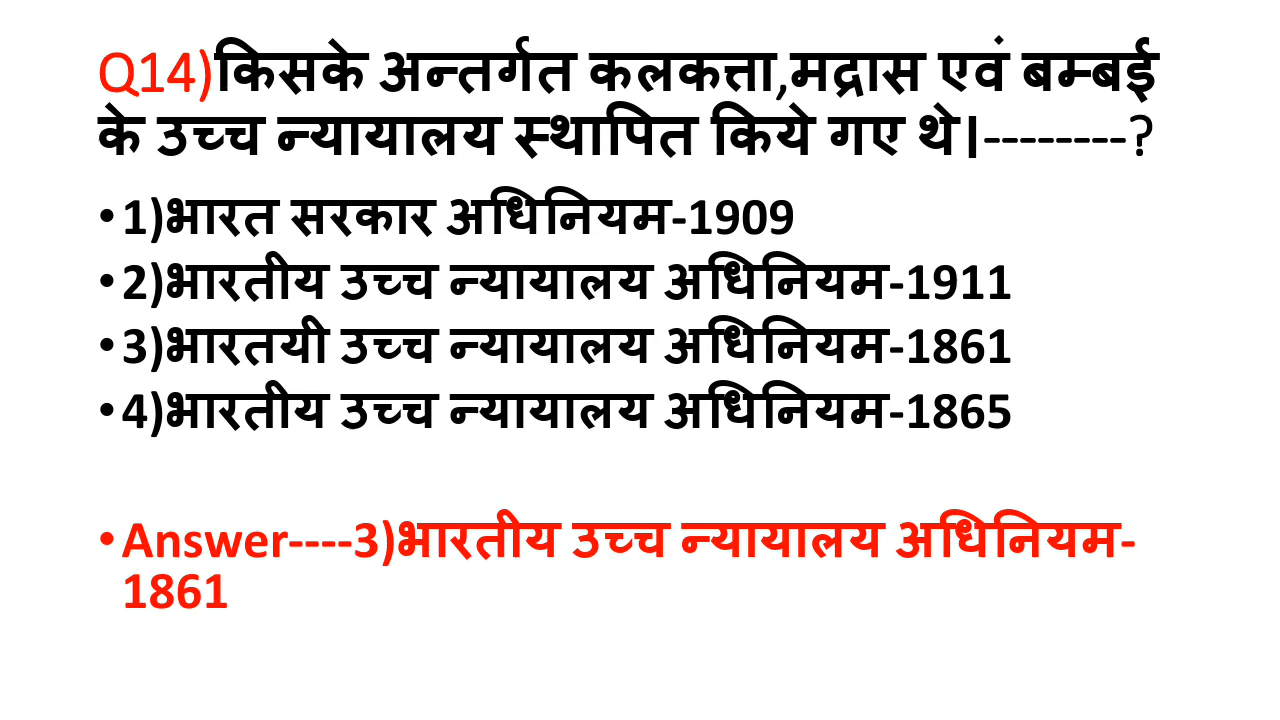 Q14)किसके अन्तर्गत कलकत्ता,मद्रास एवं बम्बई
के उच्च न्यायालय स्थापित किये गए थे।--------?
•1)भारत सरकार अधिनियम-1909
•2)भारतीय उच्च न्यायालय अधिनियम-1911
•3)भारतयी उच्च न्यायालय अधिनियम-1861
•4)भारतीय उच्च न्यायालय अधिनियम-1865
•Answer----3)भारतीय उच्च न्यायालय अधिनियम-
1861